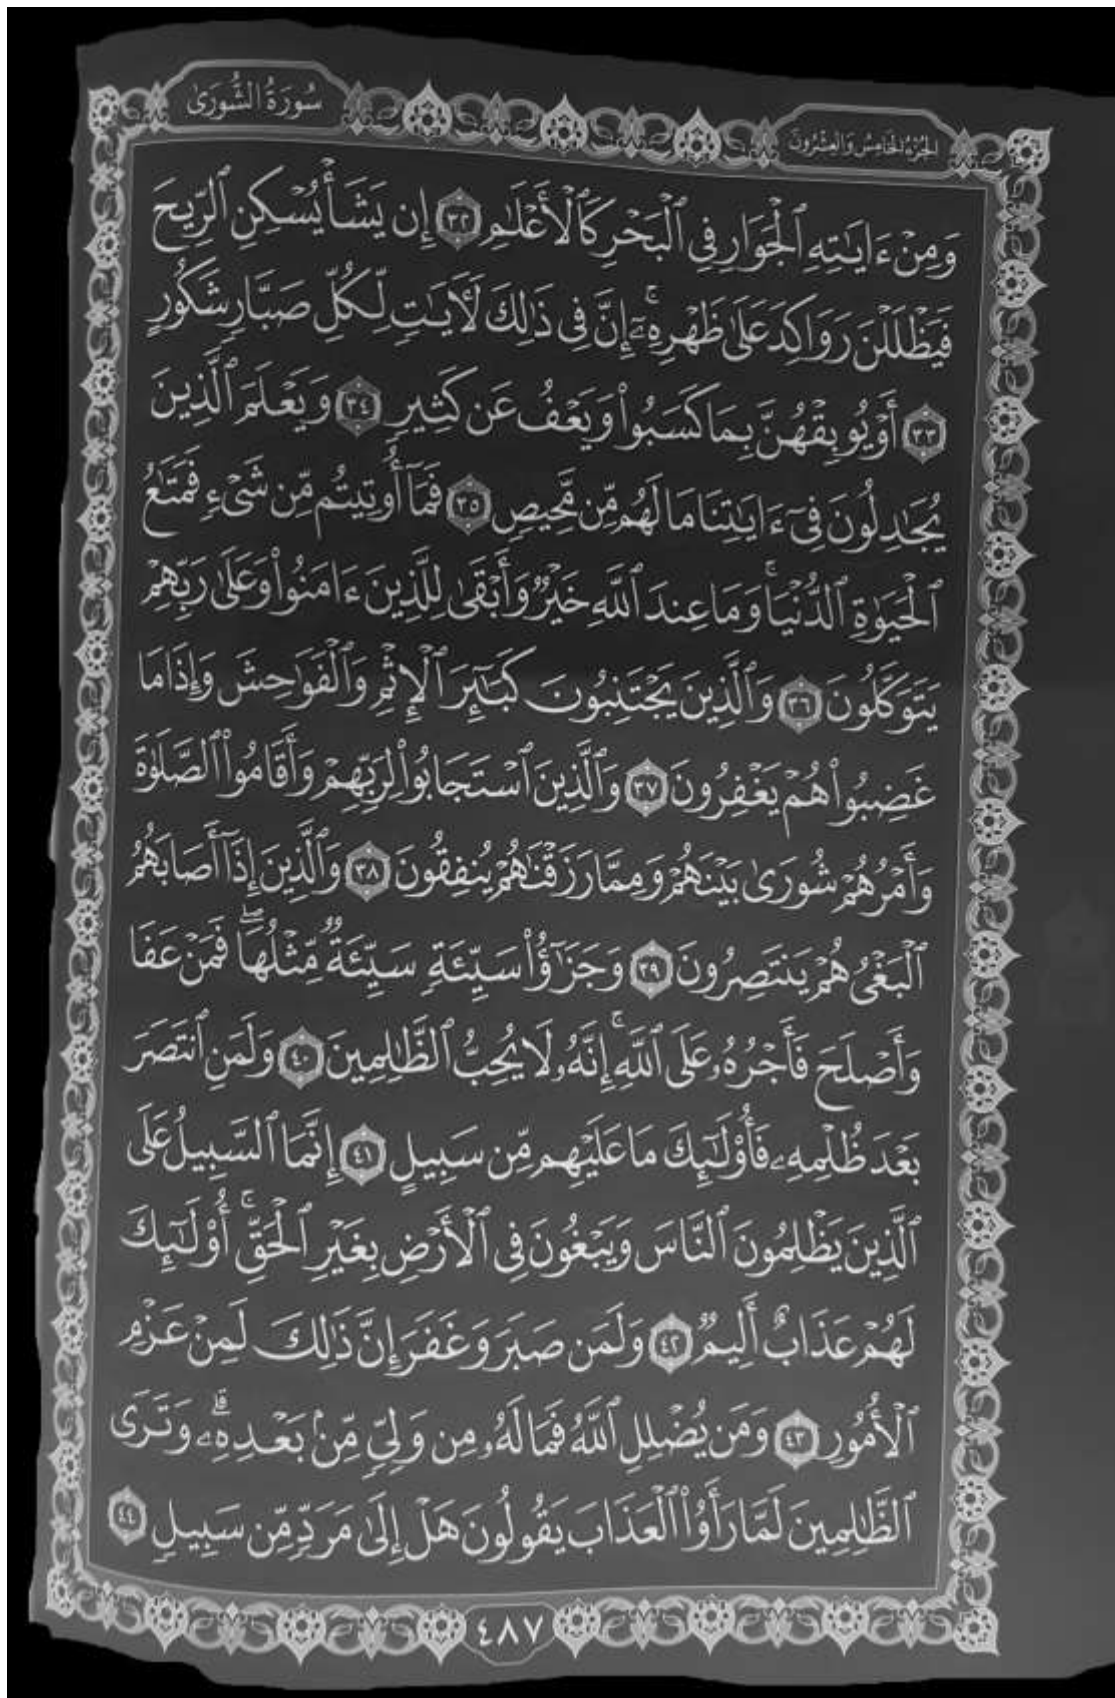 سُورَةُ الشُّورَىٰ
الجُزْءُ الخَامِسُ وَالعِشْرُونَ
وَمِنْ ءَايَٰتِهِ ٱلْجَوَارِ فِى ٱلْبَحْرِ كَٱلْأَعْلَٰمِ ٣٢ إِن يَشَأْ يُسْكِنِ ٱلرِّيحَ
فَيَظْلَلْنَ رَوَاكِدَ عَلَىٰ ظَهْرِهِۦٓ ۚ إِنَّ فِى ذَٰلِكَ لَءَايَٰتٍ لِّكُلِّ صَبَّارٍ شَكُورٍ
٣٣ أَوْ يُوبِقْهُنَّ بِمَا كَسَبُوا۟ وَيَعْفُ عَن كَثِيرٍ ٣٤ وَيَعْلَمَ ٱلَّذِينَ
يُجَٰدِلُونَ فِىٓ ءَايَٰتِنَا مَا لَهُم مِّن مَّحِيصٍ ٣٥ فَمَآ أُوتِيتُم مِّن شَىْءٍ فَمَتَٰعُ
ٱلْحَيَوٰةِ ٱلدُّنْيَا ۚ وَمَا عِندَ ٱللَّهِ خَيْرٌ وَأَبْقَىٰ لِلَّذِينَ ءَامَنُوا۟ وَعَلَىٰ رَبِّهِمْ
يَتَوَكَّلُونَ ٣٦ وَٱلَّذِينَ يَجْتَنِبُونَ كَبَٰٓئِرَ ٱلْإِثْمِ وَٱلْفَوَٰحِشَ وَإِذَا مَا
غَضِبُوا۟ هُمْ يَغْفِرُونَ ٣٧ وَٱلَّذِينَ ٱسْتَجَابُوا۟ لِرَبِّهِمْ وَأَقَامُوا۟ ٱلصَّلَوٰةَ
وَأَمْرُهُمْ شُورَىٰ بَيْنَهُمْ وَمِمَّا رَزَقْنَٰهُمْ يُنفِقُونَ ٣٨ وَٱلَّذِينَ إِذَآ أَصَابَهُمُ
ٱلْبَغْىُ هُمْ يَنتَصِرُونَ ٣٩ وَجَزَٰٓؤُا۟ سَيِّئَةٍ سَيِّئَةٌ مِّثْلُهَا ۖ فَمَنْ عَفَا
وَأَصْلَحَ فَأَجْرُهُۥ عَلَى ٱللَّهِ ۚ إِنَّهُۥ لَا يُحِبُّ ٱلظَّٰلِمِينَ ٤٠ وَلَمَنِ ٱنتَصَرَ
بَعْدَ ظُلْمِهِۦ فَأُو۟لَٰٓئِكَ مَا عَلَيْهِم مِّن سَبِيلٍ ٤١ إِنَّمَا ٱلسَّبِيلُ عَلَى
ٱلَّذِينَ يَظْلِمُونَ ٱلنَّاسَ وَيَبْغُونَ فِى ٱلْأَرْضِ بِغَيْرِ ٱلْحَقِّ ۚ أُو۟لَٰٓئِكَ
لَهُمْ عَذَابٌ أَلِيمٌ ٤٢ وَلَمَن صَبَرَ وَغَفَرَ إِنَّ ذَٰلِكَ لَمِنْ عَزْمِ
ٱلْأُمُورِ ٤٣ وَمَن يُضْلِلِ ٱللَّهُ فَمَا لَهُۥ مِن وَلِىٍّ مِّنۢ بَعْدِهِۦ ۗ وَتَرَى
ٱلظَّٰلِمِينَ لَمَّا رَأَوُا۟ ٱلْعَذَابَ يَقُولُونَ هَلْ إِلَىٰ مَرَدٍّ مِّن سَبِيلٍ ٤٤
٤٨٧